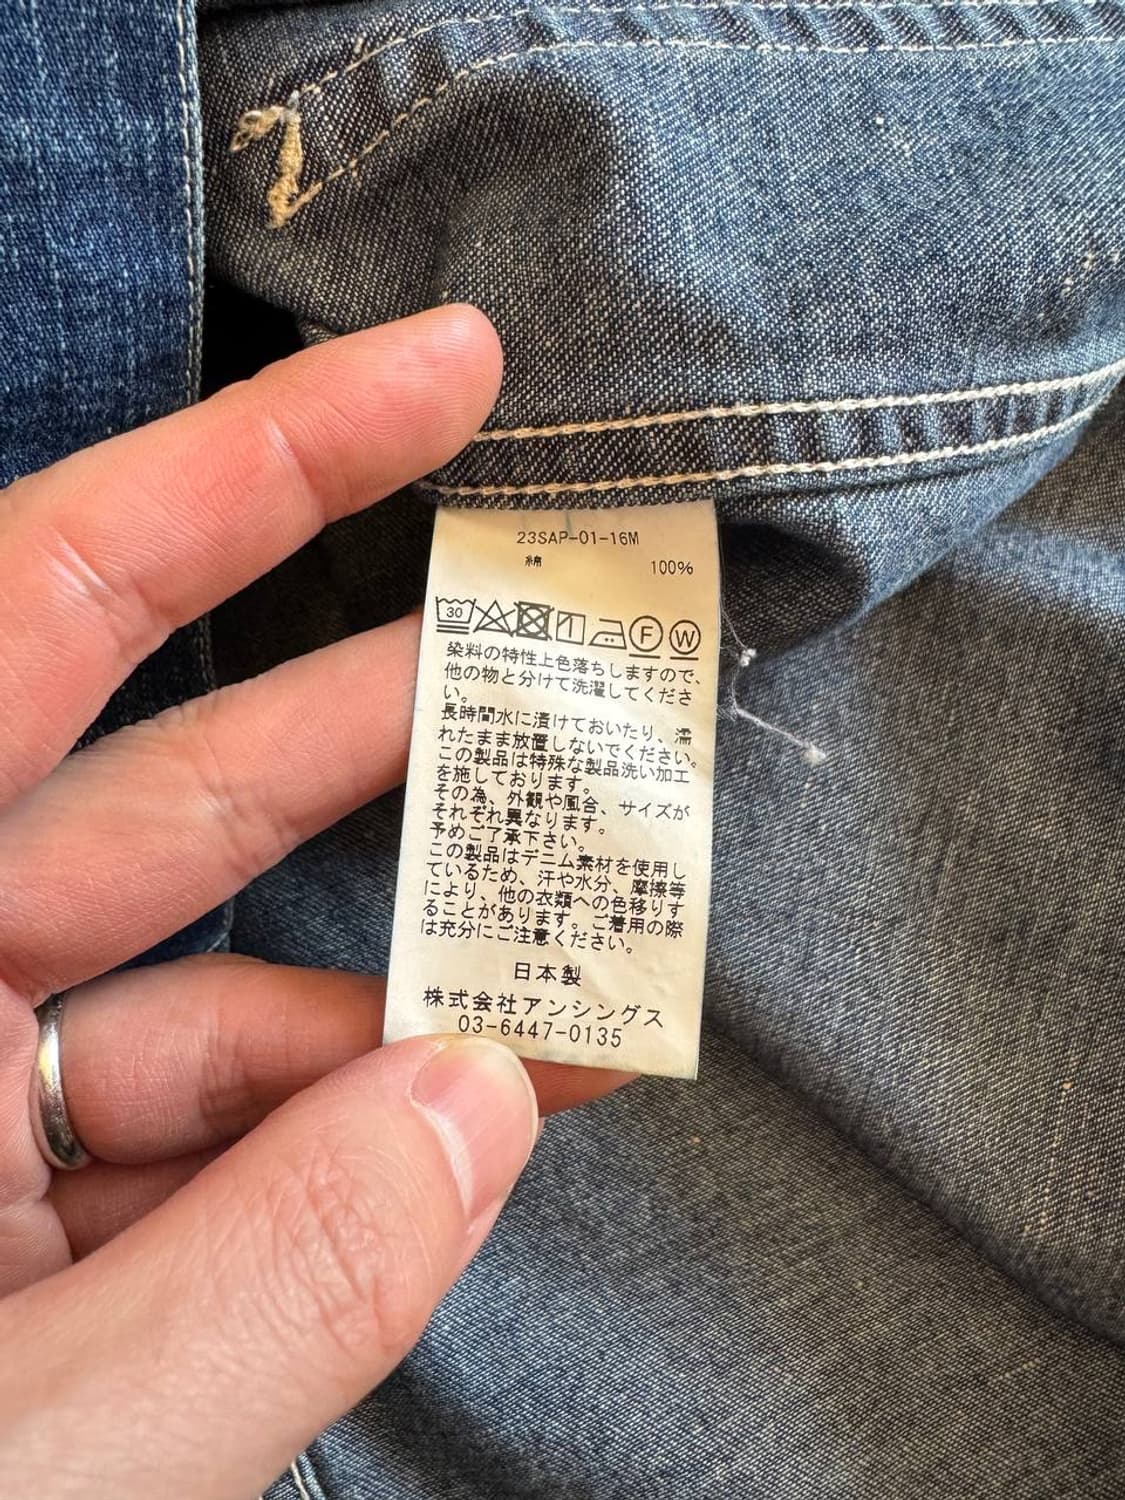 23SAP-01-16M
綿 100%
30 F W
染料の特性上色落ちしますので、
他の物と分けて洗濯してくださ
い。
長時間水に漬けておいたり、濡
れたまま放置しないでください。
この製品は特殊な製品洗い加工
を施しております。
その為、外観や風合、サイズが
それぞれ異なります。
予めご了承下さい。
この製品はデニム素材を使用し
ているため、汗や水分、摩擦等
により、他の衣類への色移りす
ることがあります。ご着用の際
は充分にご注意ください。
日本製
株式会社アンシングス
03-6447-0135